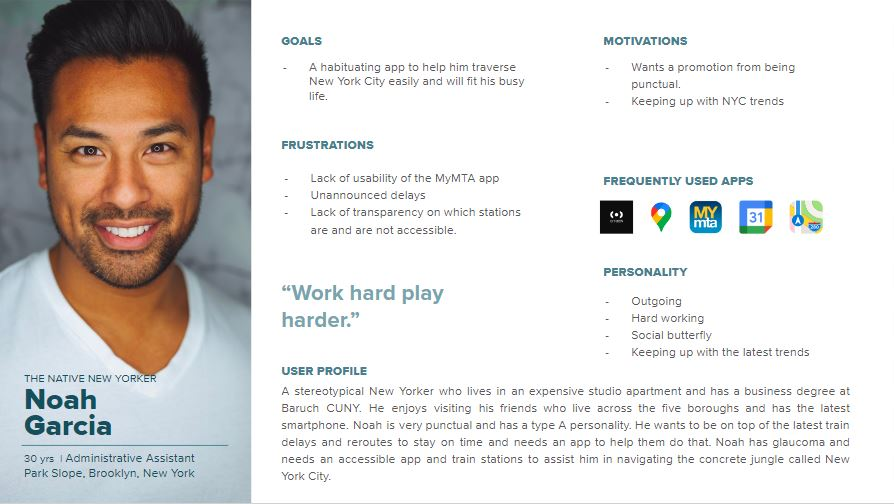 THE NATIVE NEW YORKER
Noah
Garcia
30 yrs | Administrative Assistant
Park Slope, Brooklyn, New York
GOALS
- A habituating app to help him traverse
New York City easily and will fit his busy
life.
FRUSTRATIONS
- Lack of usability of the MyMTA app
- Unannounced delays
- Lack of transparency on which stations
are and are not accessible.
“Work hard play
harder.”
MOTIVATIONS
- Wants a promotion from being
punctual.
- Keeping up with NYC trends
FREQUENTLY USED APPS
MY
mta
31
280
PERSONALITY
- Outgoing
- Hard working
- Social butterfly
- Keeping up with the latest trends
USER PROFILE
A stereotypical New Yorker who lives in an expensive studio apartment and has a business degree at
Baruch CUNY. He enjoys visiting his friends who live across the five boroughs and has the latest
smartphone. Noah is very punctual and has a type A personality. He wants to be on top of the latest train
delays and reroutes to stay on time and needs an app to help them do that. Noah has glaucoma and
needs an accessible app and train stations to assist him in navigating the concrete jungle called New
York City.